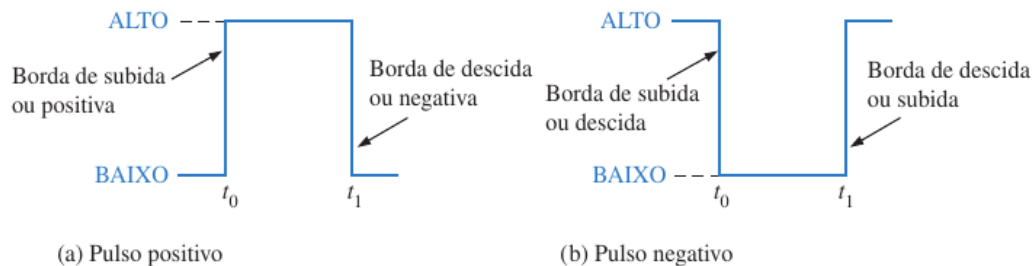 ALTO
Borda de subida
ou positiva
Borda de descida
ou negativa
BAIXO
t0
t1
(a) Pulso positivo
ALTO
Borda de subida
ou descida
Borda de descida
ou subida
BAIXO
t0
t1
(b) Pulso negativo